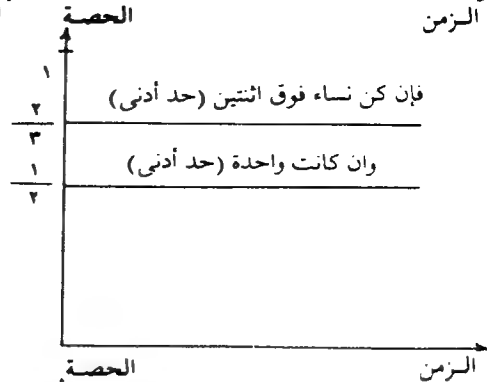 الحصة الزمن
١
فإن كن نساء فوق اثنتين (حد أدنى)
٢
٣
وان كانت واحدة (حد أدنى)
١
٢
الحصة الزمن